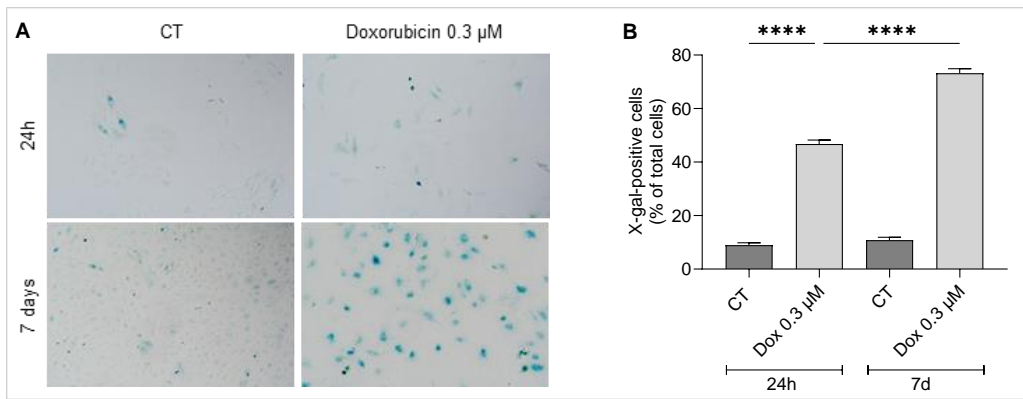 A
CT
Doxorubicin 0.3 µM
24h
7 days
B
**** ****
X-gal-positive cells
(% of total cells)
80
60
40
20
0
CT
Dox 0.3 µM
CT
Dox 0.3 µM
24h
7d